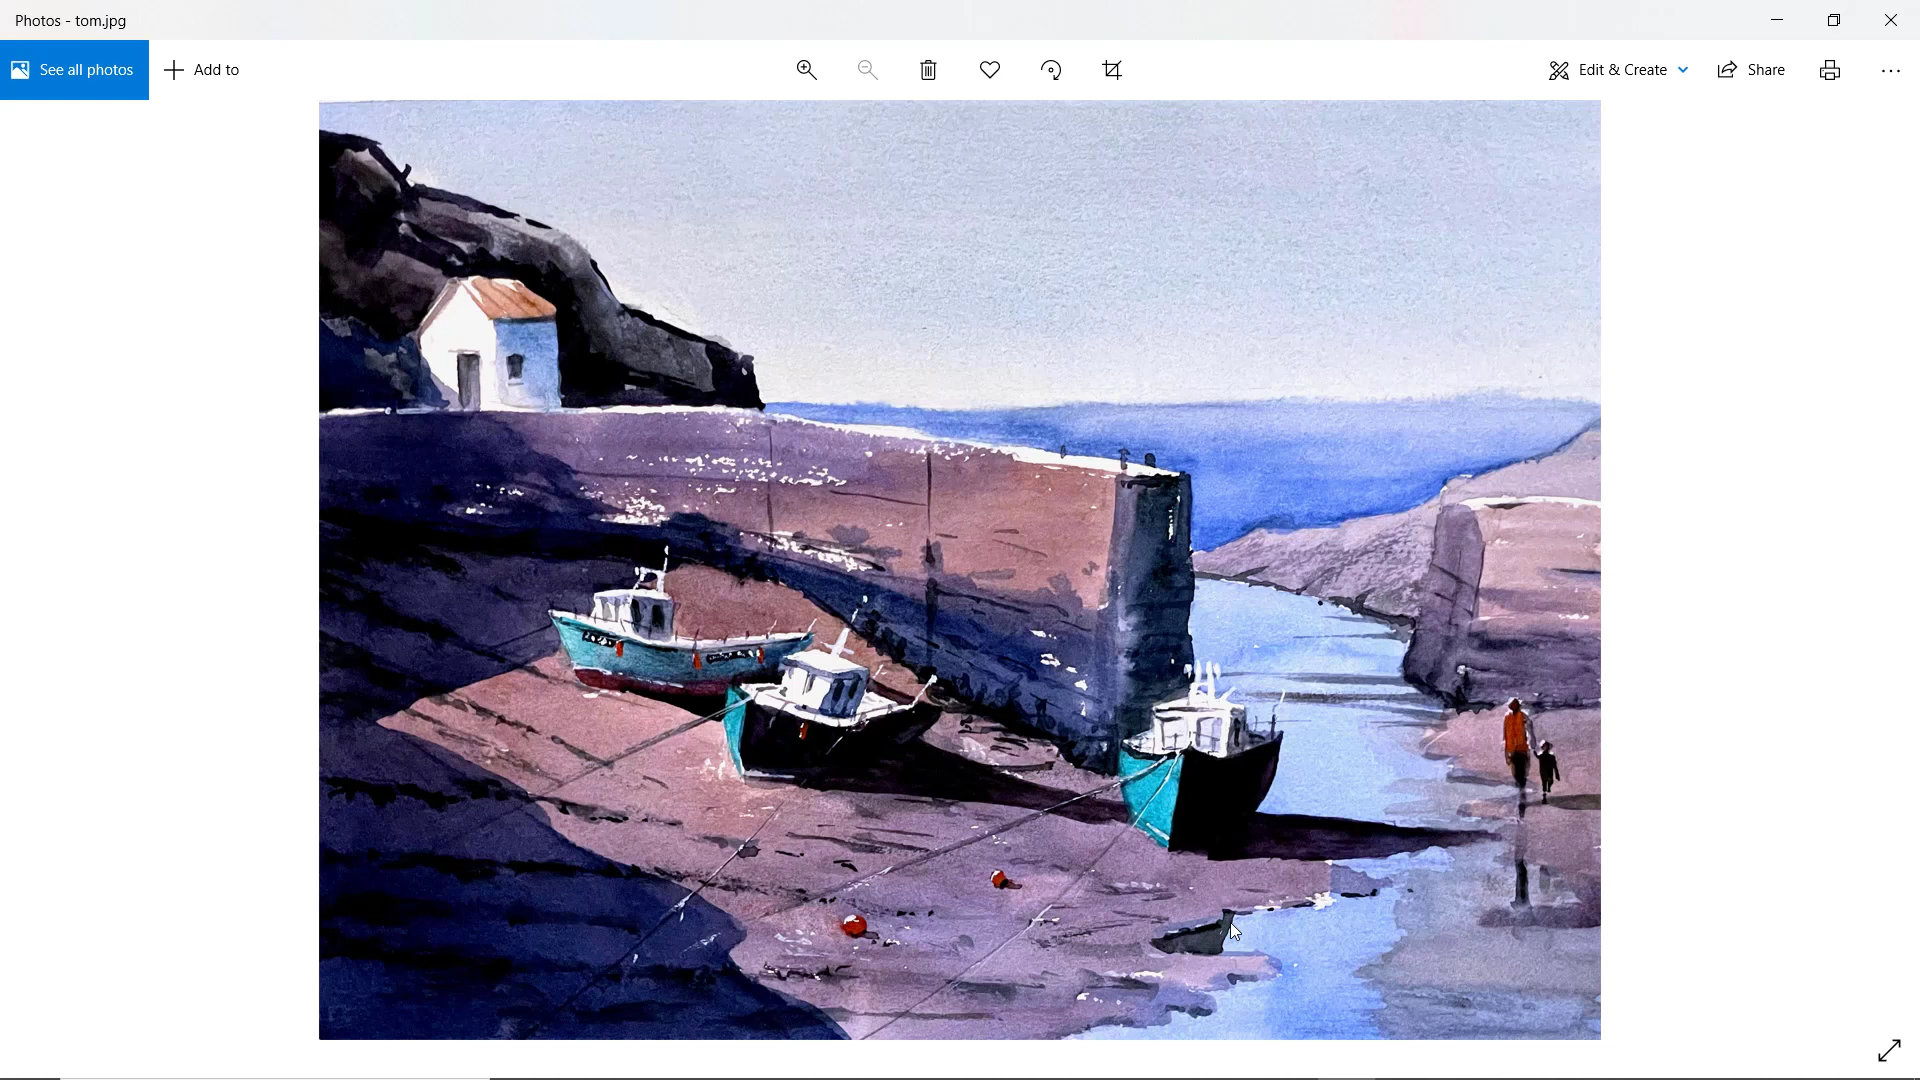 Photos - tom.jpg
See all photos
Add to
Edit & Create
Share